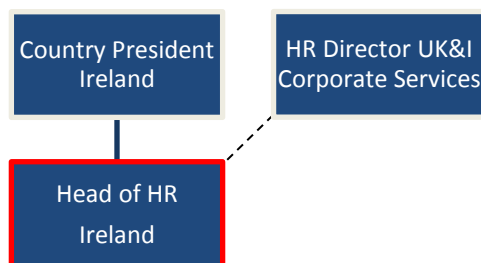 Country President
Ireland
HR Director UK&I
Corporate Services
Head of HR
Ireland